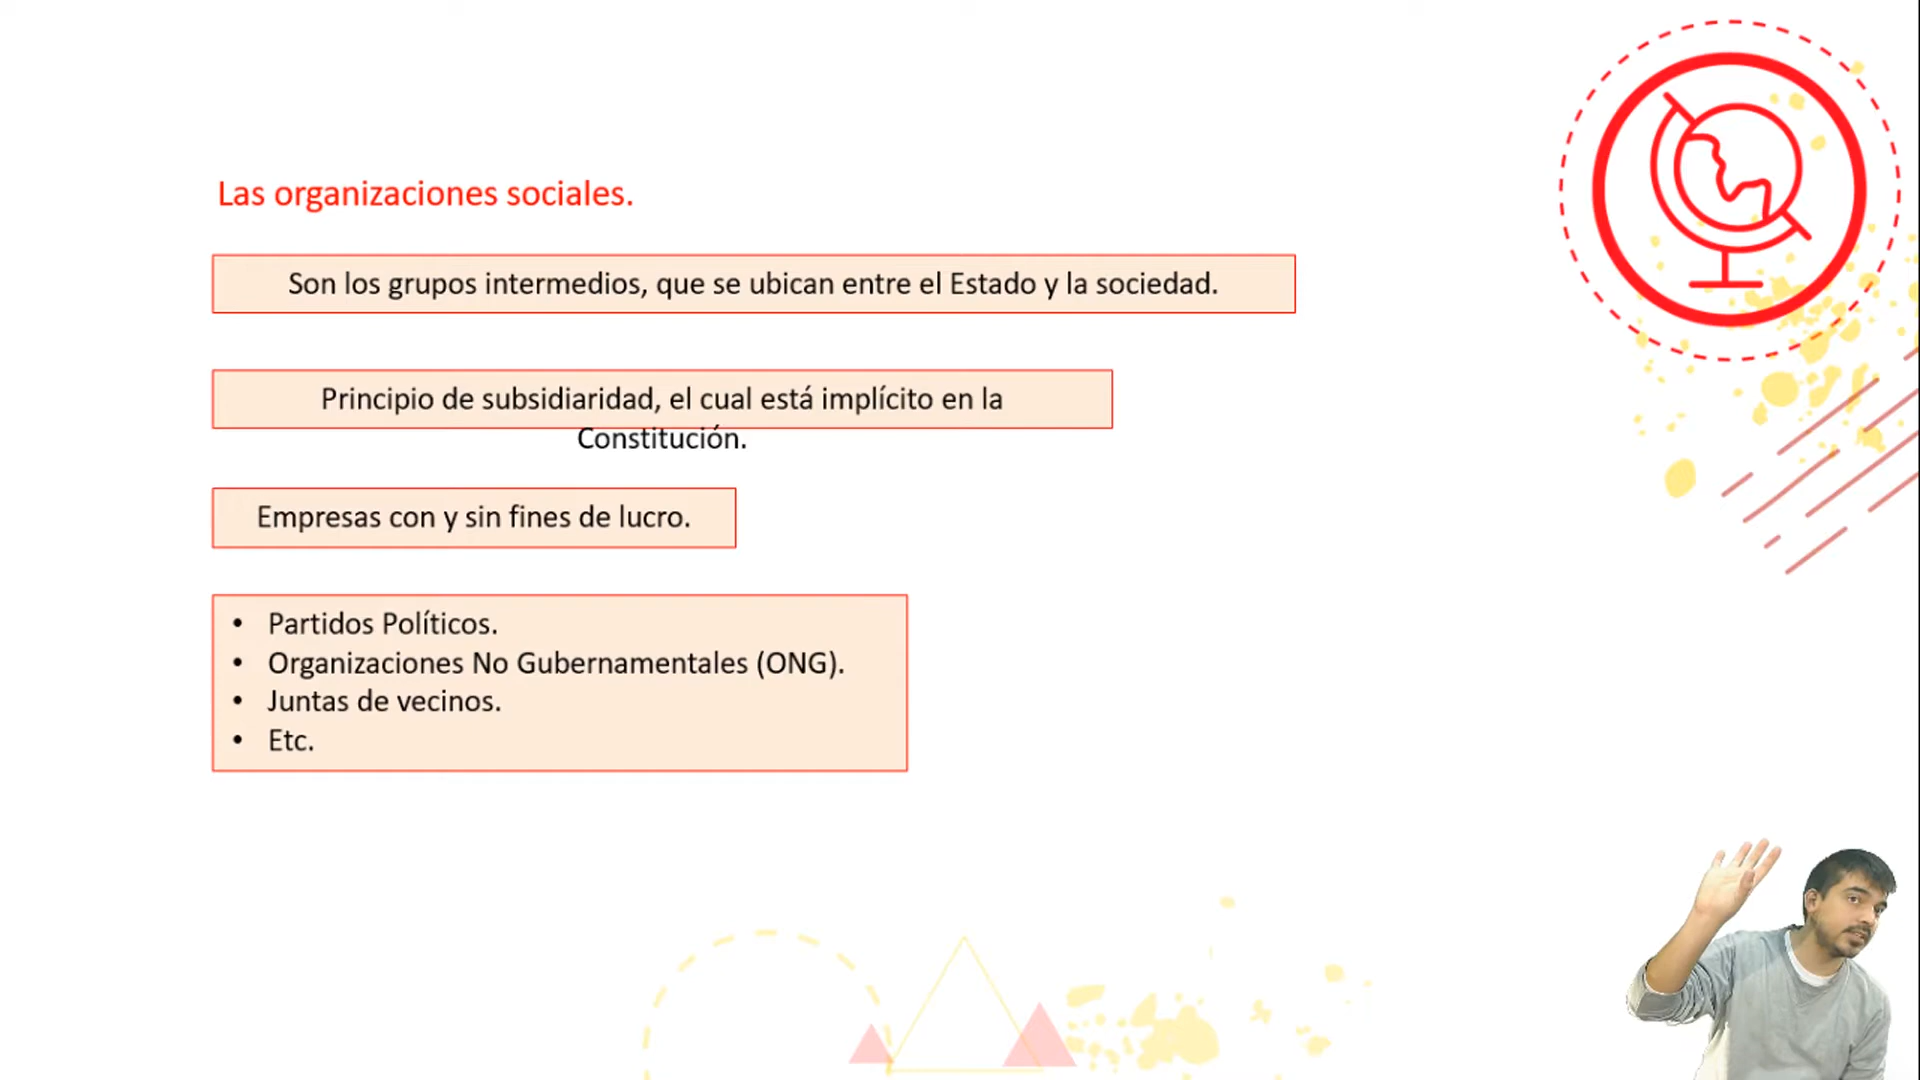 Las organizaciones sociales.
Son los grupos intermedios, que se ubican entre el Estado y la sociedad.
Principio de subsidiaridad, el cual está implícito en la
Constitución.
Empresas con y sin fines de lucro.
• Partidos Políticos.
• Organizaciones No Gubernamentales (ONG).
• Juntas de vecinos.
• Etc.